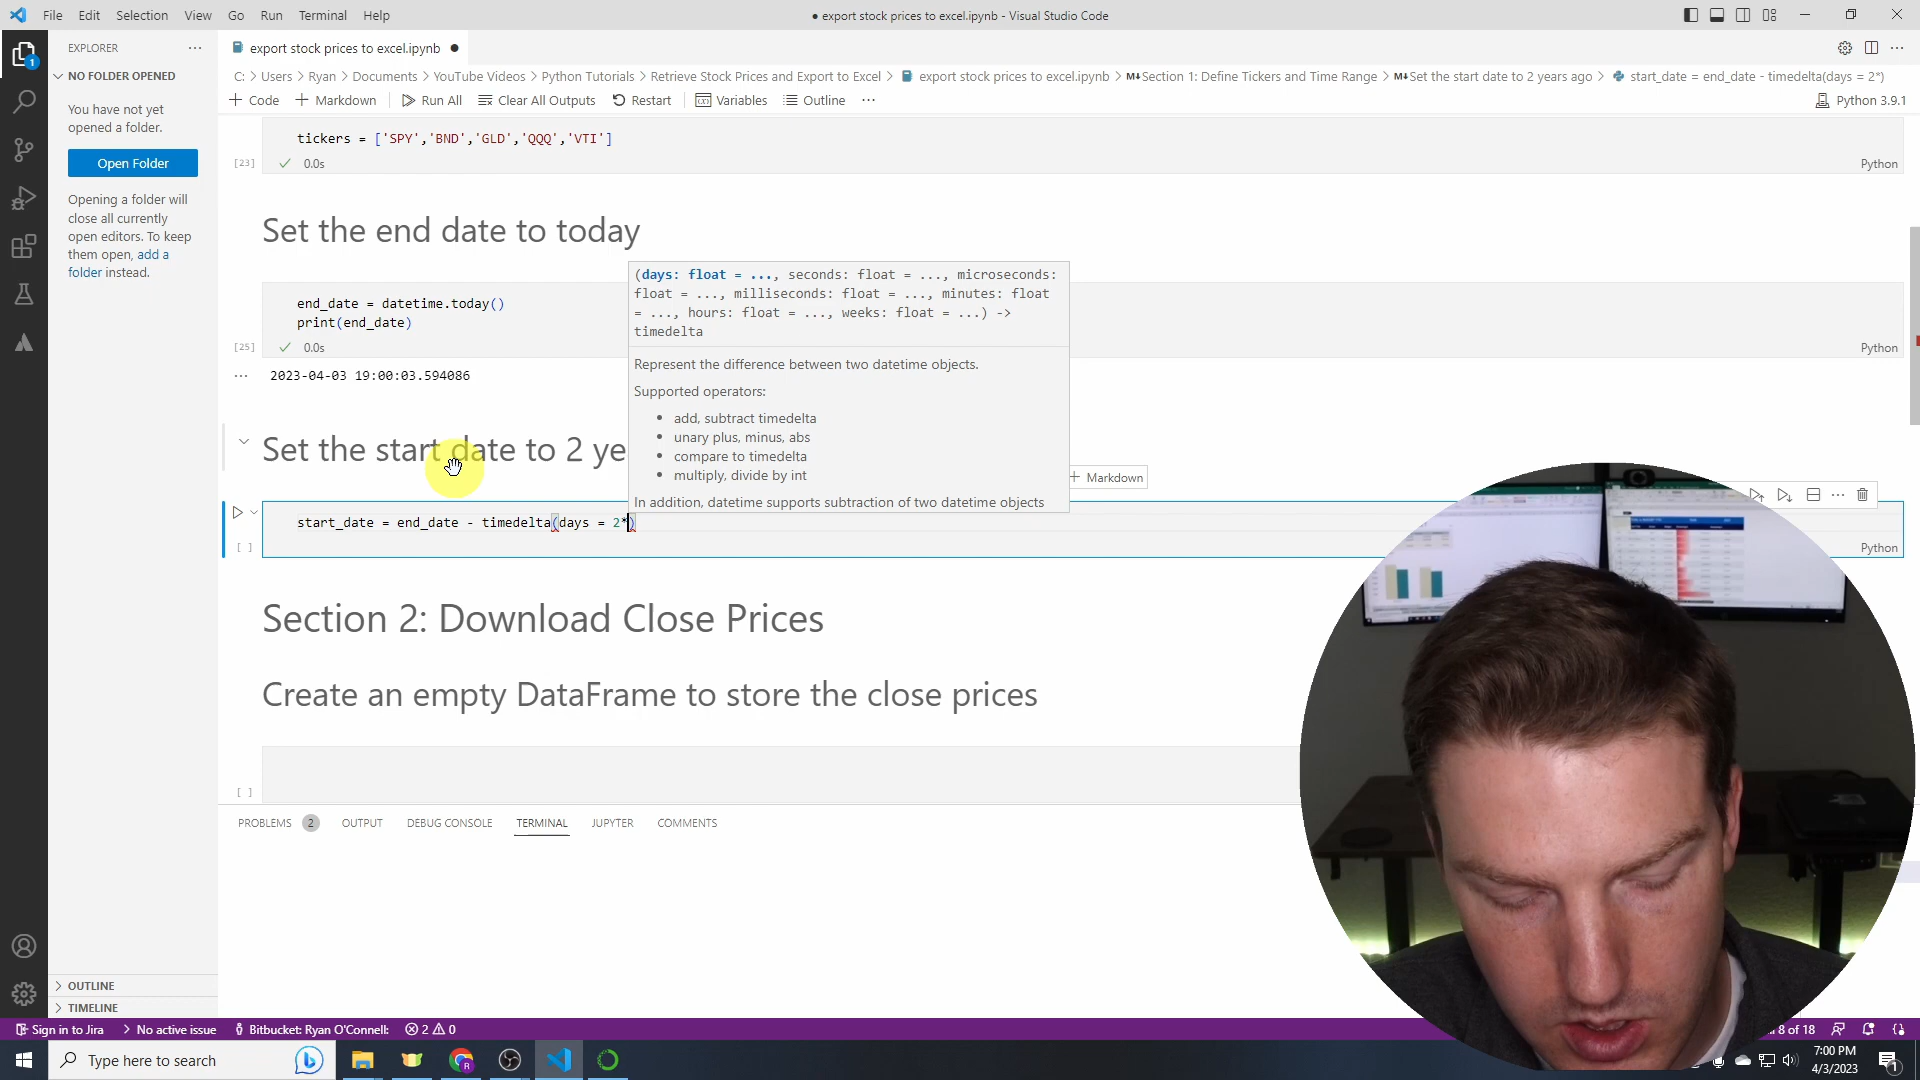 File Edit Selection View Go Run Terminal Help
● export stock prices to excel.ipynb - Visual Studio Code
EXPLORER
export stock prices to excel.ipynb
NO FOLDER OPENED
C: > Users > Ryan > Documents > YouTube Videos > Python Tutorials > Retrieve Stock Prices and Export to Excel > export stock prices to excel.ipynb > M↓Section 1: Define Tickers and Time Range > M↓Set the start date to 2 years ago > start_date = end_date - timedelta(days = 2*)
+ Code + Markdown Run All Clear All Outputs Restart Variables Outline ...
Python 3.9.1
You have not yet
opened a folder.
Open Folder
Opening a folder will
close all currently
open editors. To keep
them open, add a
folder instead.
tickers = ['SPY','BND','GLD','QQQ','VTI']
[23] 0.0s Python
Set the end date to today
end_date = datetime.today()
print(end_date)
[25] 0.0s Python
2023-04-03 19:00:03.594086
(days: float = ..., seconds: float = ..., microseconds:
float = ..., milliseconds: float = ..., minutes: float
= ..., hours: float = ..., weeks: float = ...) ->
timedelta
Represent the difference between two datetime objects.
Supported operators:
• add, subtract timedelta
• unary plus, minus, abs
• compare to timedelta
• multiply, divide by int
In addition, datetime supports subtraction of two datetime objects
Set the start date to 2 ye
+ Markdown
start_date = end_date - timedelta(days = 2*)
[ ] Python
Section 2: Download Close Prices
Create an empty DataFrame to store the close prices
[ ]
PROBLEMS 2 OUTPUT DEBUG CONSOLE TERMINAL JUPYTER COMMENTS
OUTLINE
TIMELINE
Sign in to Jira No active issue Bitbucket: Ryan O'Connell: 2 0
8 of 18
Type here to search
7:00 PM
4/3/2023
1